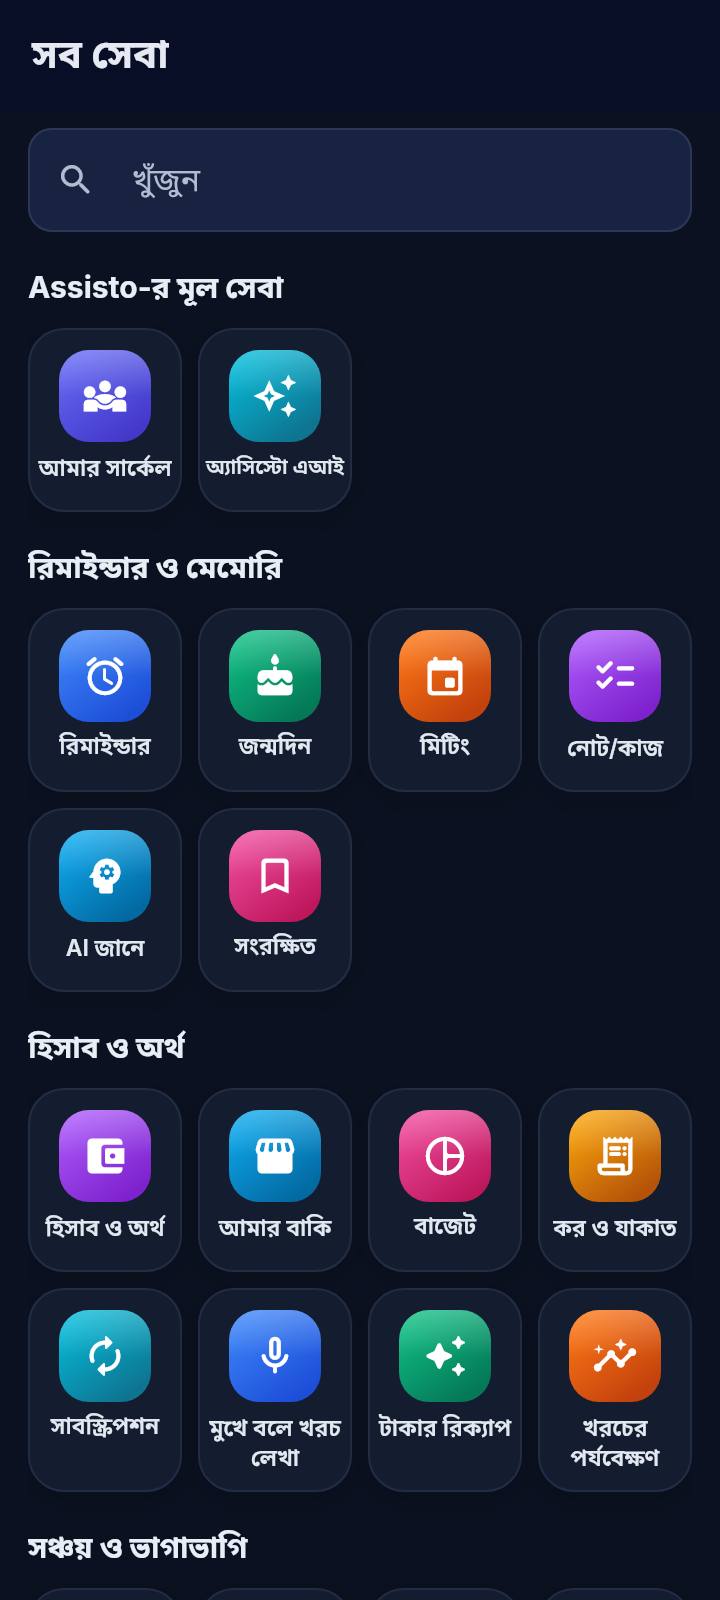 সব সেবা
খুঁজুন
Assisto-র মূল সেবা
আমার সার্কেল
অ্যাসিস্টো এআই
রিমাইন্ডার ও মেমোরি
রিমাইন্ডার
জন্মদিন
মিটিং
নোট/কাজ
AI জানে
সংরক্ষিত
হিসাব ও অর্থ
হিসাব ও অর্থ
আমার বাকি
বাজেট
কর ও যাকাত
সাবস্ক্রিপশন
মুখে বলে খরচ
লেখা
টাকার রিক্যাপ
খরচের
পর্যবেক্ষণ
সঞ্চয় ও ভাগাভাগি